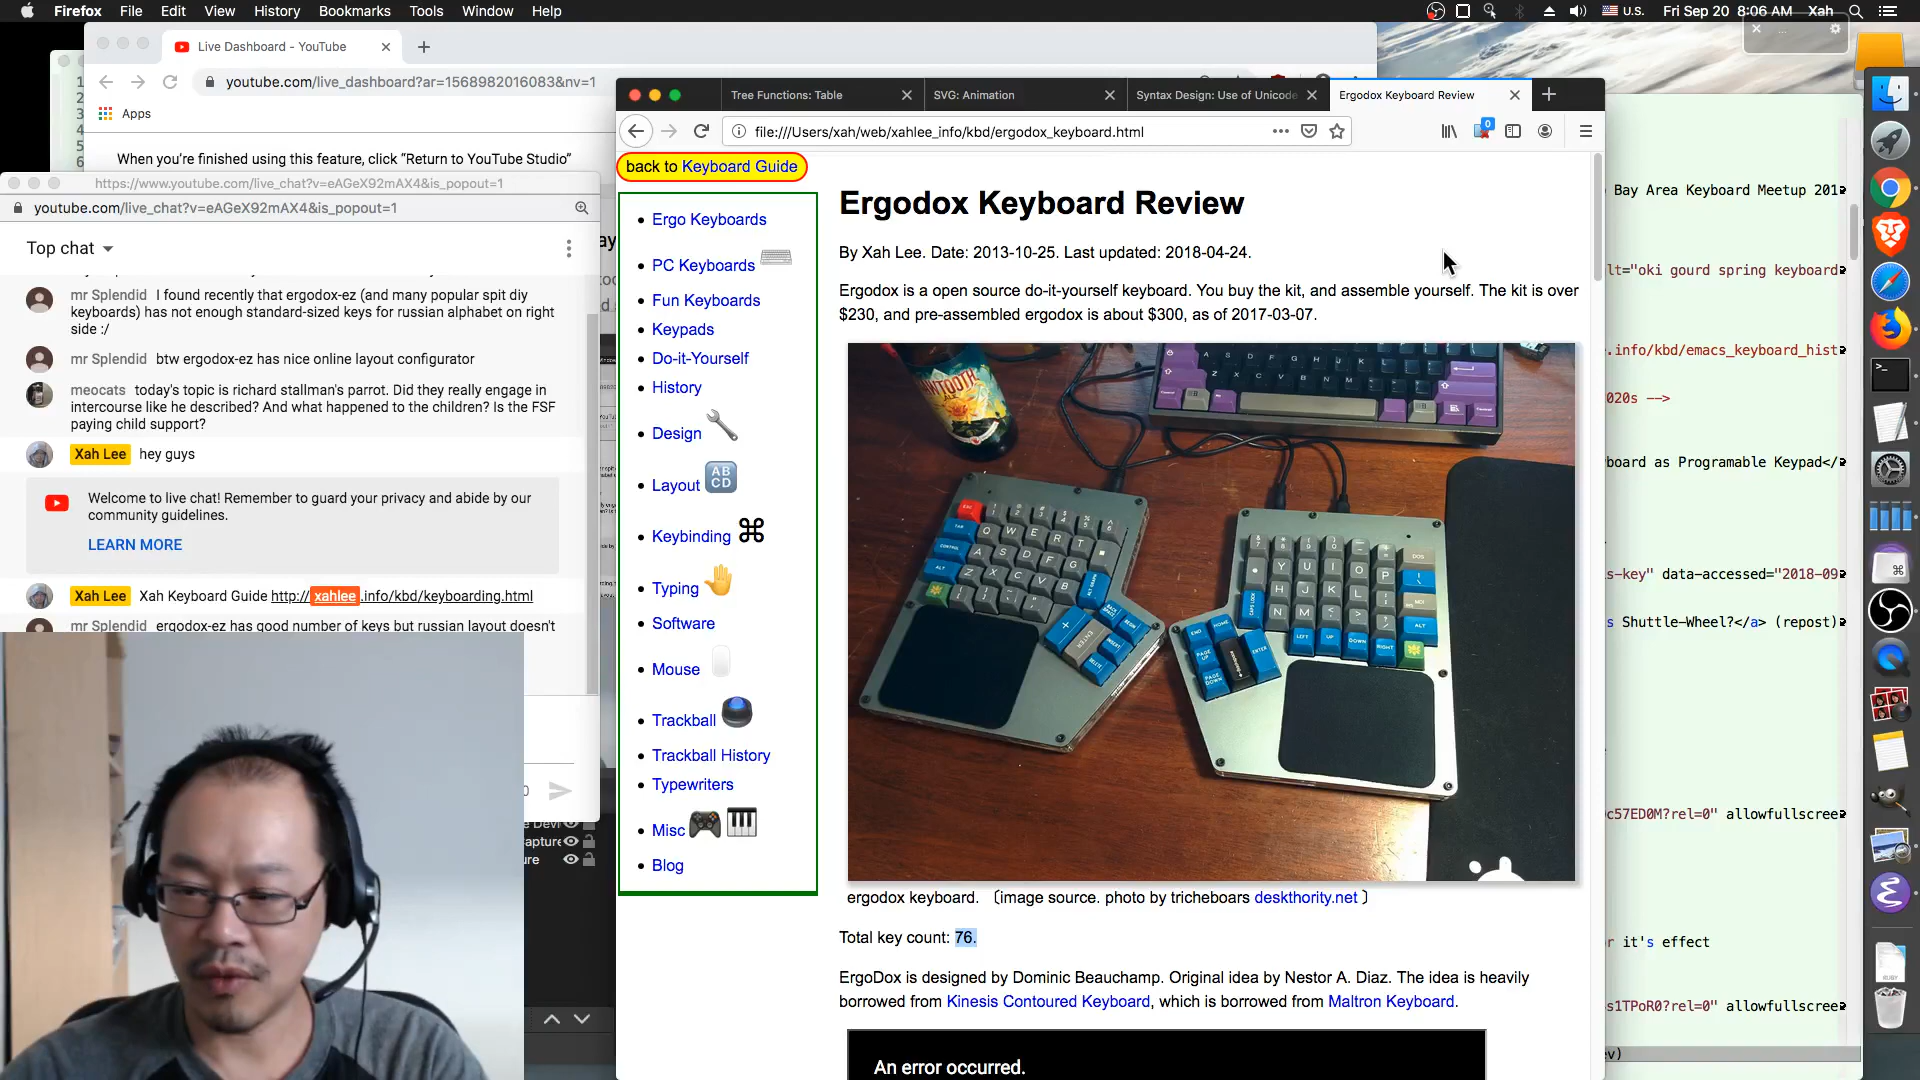 Firefox File Edit View History Bookmarks Tools Window Help
U.S. Fri Sep 20 8:06 AM Xah
Live Dashboard - YouTube
youtube.com/live_dashboard?ar=1568982016083&nv=1
Apps
When you're finished using this feature, click “Return to YouTube Studio”
https://www.youtube.com/live_chat?v=eAGeX92mAX4&is_popout=1
youtube.com/live_chat?v=eAGeX92mAX4&is_popout=1
Top chat
mr Splendid I found recently that ergodox-ez (and many popular spit diy
keyboards) has not enough standard-sized keys for russian alphabet on right
side :/
mr Splendid btw ergodox-ez has nice online layout configurator
meocats today's topic is richard stallman's parrot. Did they really engage in
intercourse like he described? And what happened to the children? Is the FSF
paying child support?
Xah Lee hey guys
Welcome to live chat! Remember to guard your privacy and abide by our
community guidelines.
LEARN MORE
Xah Lee Xah Keyboard Guide http://xahlee.info/kbd/keyboarding.html
mr Splendid ergodox-ez has good number of keys but russian layout doesn't
Tree Functions: Table
SVG: Animation
Syntax Design: Use of Unicode
Ergodox Keyboard Review
file:///Users/xah/web/xahlee_info/kbd/ergodox_keyboard.html
0
back to Keyboard Guide
Ergo Keyboards
PC Keyboards
Fun Keyboards
Keypads
Do-it-Yourself
History
Design
Layout
Keybinding
Typing
Software
Mouse
Trackball
Trackball History
Typewriters
Misc
Blog
Ergodox Keyboard Review
By Xah Lee. Date: 2013-10-25. Last updated: 2018-04-24.
Ergodox is a open source do-it-yourself keyboard. You buy the kit, and assemble yourself. The kit is over
$230, and pre-assembled ergodox is about $300, as of 2017-03-07.
ergodox keyboard. 〔image source. photo by tricheboars deskthority.net 〕
Total key count: 76.
ErgoDox is designed by Dominic Beauchamp. Original idea by Nestor A. Diaz. The idea is heavily
borrowed from Kinesis Contoured Keyboard, which is borrowed from Maltron Keyboard.
An error occurred.
Bay Area Keyboard Meetup 201
lt="oki gourd spring keyboard
.info/kbd/emacs_keyboard_hist
020s -->
board as Programable Keypad</
s-key" data-accessed="2018-09
s Shuttle-Wheel?</a> (repost)
c57ED0M?rel=0" allowfullscree
r it's effect
s1TPoR0?rel=0" allowfullscree